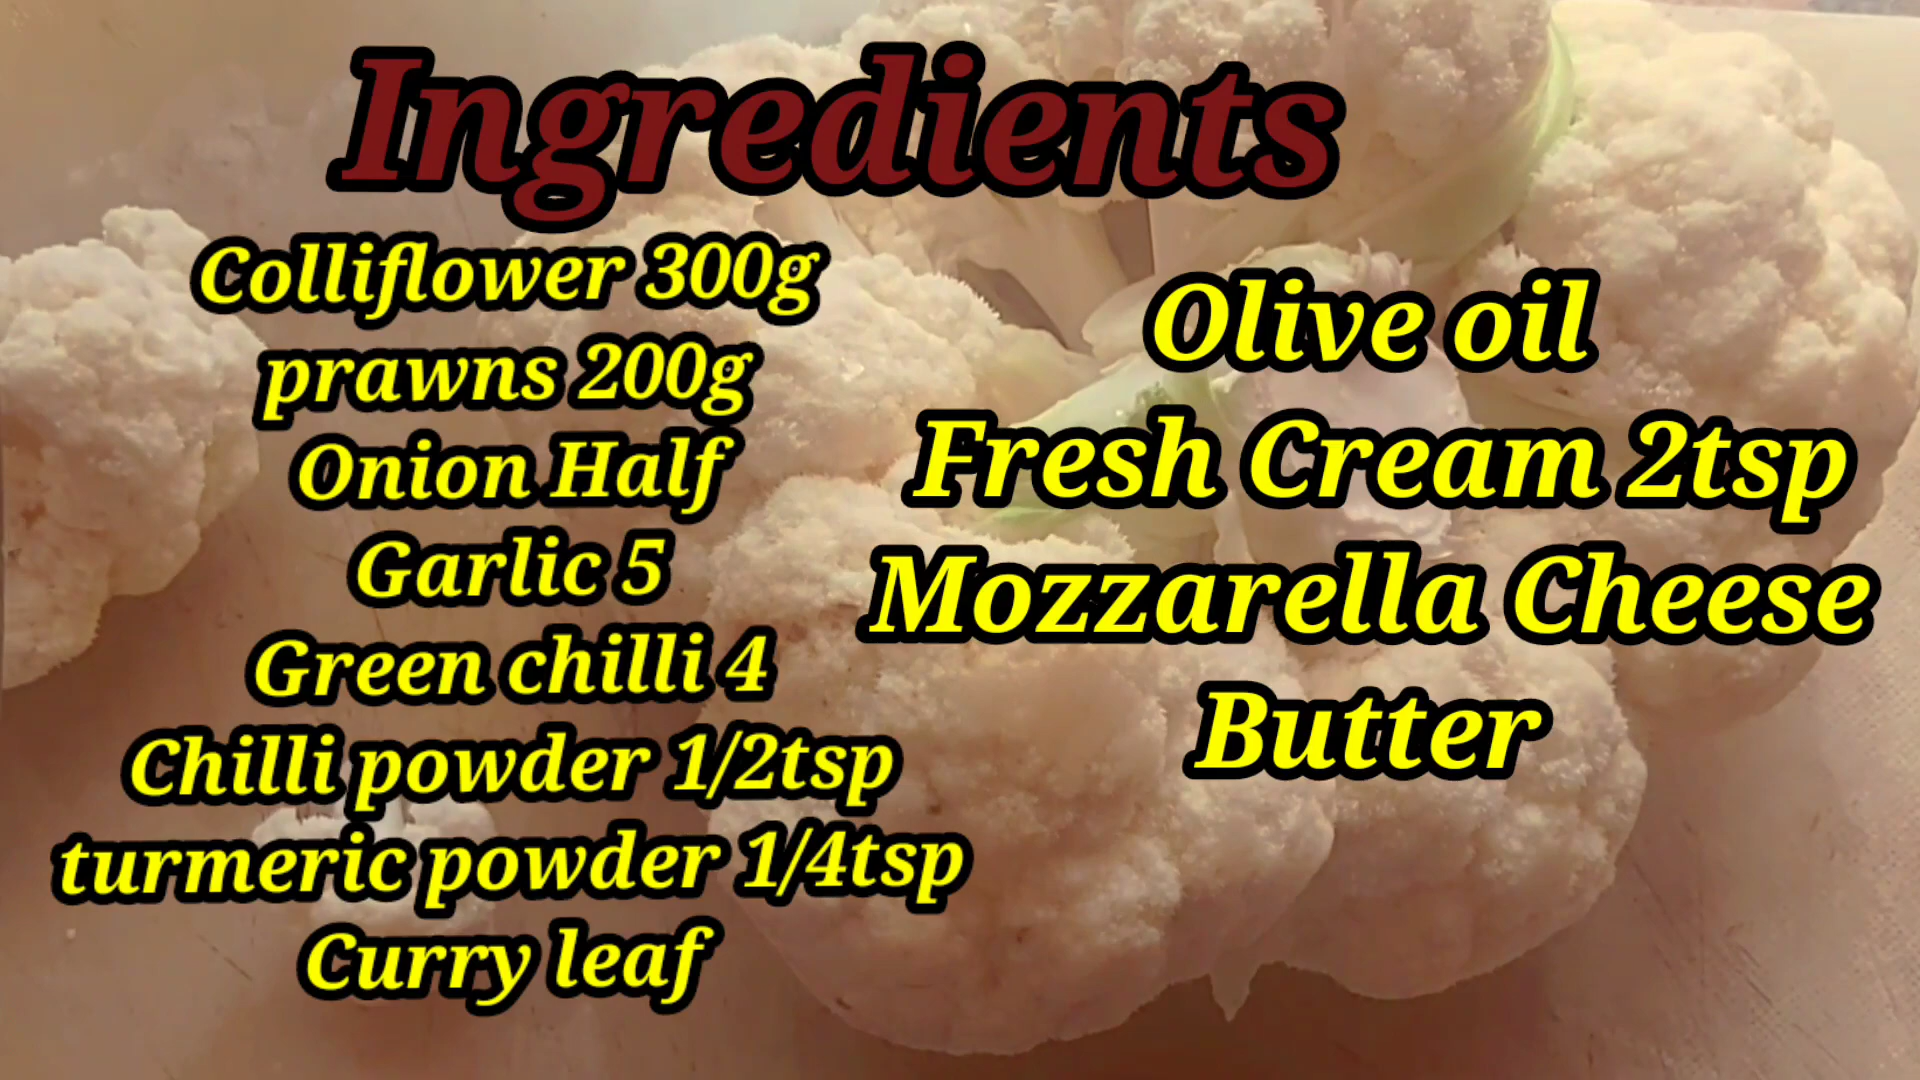 Ingredients
Colliflower 300g
prawns 200g
Onion Half
Garlic 5
Green chilli 4
Chilli powder 1/2tsp
turmeric powder 1/4tsp
Curry leaf
Olive oil
Fresh Cream 2tsp
Mozzarella Cheese
Butter